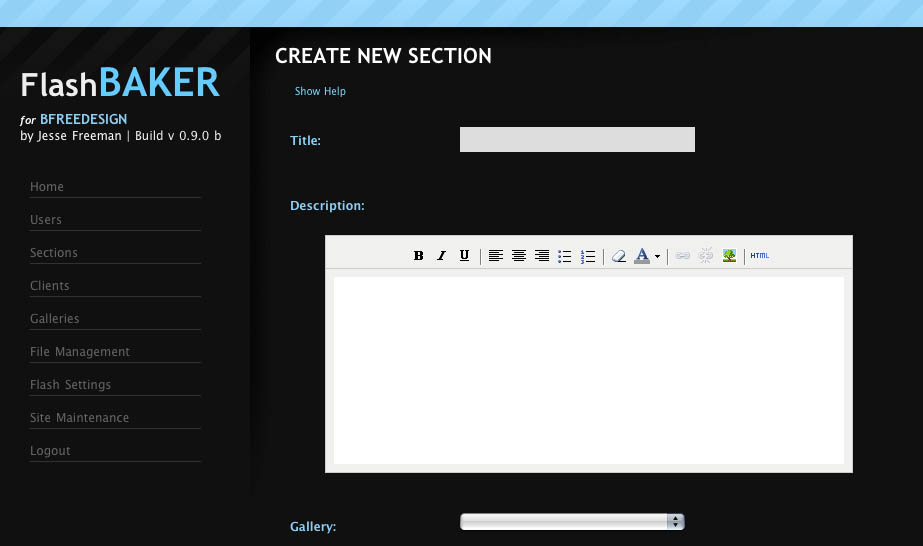 FlashBAKER
for BFREEDESIGN
by Jesse Freeman | Build v 0.9.0 b
Home
Users
Sections
Clients
Galleries
File Management
Flash Settings
Site Maintenance
Logout
CREATE NEW SECTION
Show Help
Title:
Description:
B I U A HTML
Gallery: